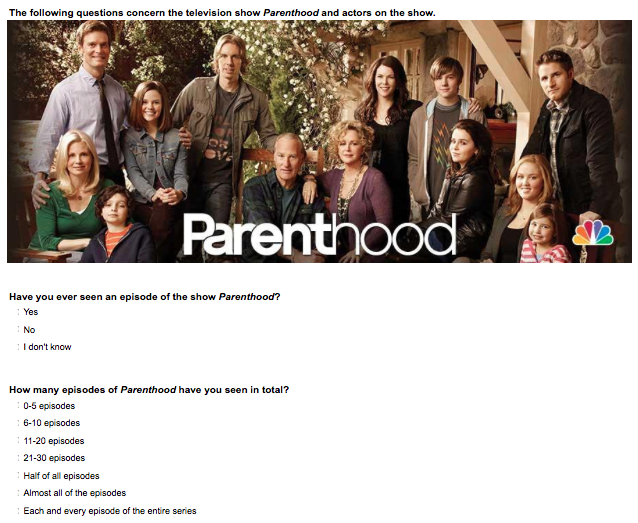 The following questions concern the television show Parenthood and actors on the show.
Parenthood
Have you ever seen an episode of the show Parenthood?
Yes
No
I don't know
How many episodes of Parenthood have you seen in total?
0-5 episodes
6-10 episodes
11-20 episodes
21-30 episodes
Half of all episodes
Almost all of the episodes
Each and every episode of the entire series